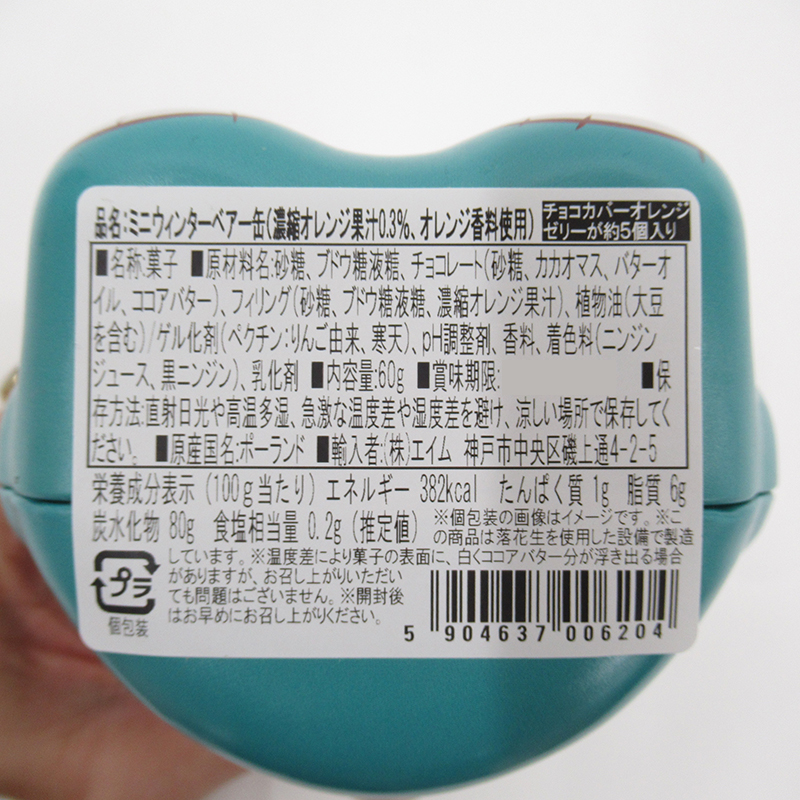 品名:ミニウィンターベアー缶(濃縮オレンジ果汁0.3%、オレンジ香料使用)
チョコカバーオレンジ
ゼリーが約5個入り
■名称:菓子 ■原材料名:砂糖、ブドウ糖液糖、チョコレート(砂糖、カカオマス、バターオ
イル、ココアバター)、フィリング(砂糖、ブドウ糖液糖、濃縮オレンジ果汁)、植物油(大豆
を含む)/ゲル化剤(ペクチン:りんご由来、寒天)、pH調整剤、香料、着色料(ニンジン
ジュース、黒ニンジン)、乳化剤 ■内容量:60g ■賞味期限: ■保
存方法:直射日光や高温多湿、急激な温度差や湿度差を避け、涼しい場所で保存してく
ださい。 ■原産国名:ポーランド ■輸入者:(株)エイム 神戸市中央区磯上通4-2-5
栄養成分表示(100g当たり)エネルギー 382kcal たんぱく質 1g 脂質 6g
炭水化物 80g 食塩相当量 0.2g(推定値)
※個包装の画像はイメージです。※こ
の商品は落花生を使用した設備で製造
しています。※温度差により菓子の表面に、白くココアバター分が浮き出る場合
がありますが、お召し上がりいただい
ても問題はございません。※開封後
はお早めにお召し上がりください。
プラ
個包装
5 904637 006204